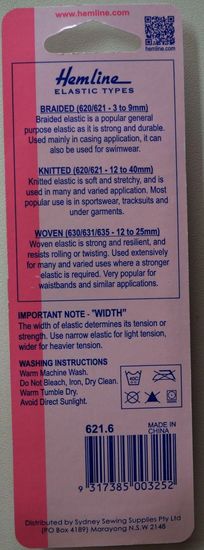 www.hemline.com
www.hemline.com
Hemline
ELASTIC TYPES
BRAIDED (620/621 - 3 to 9mm)
Braided elastic is a popular general
purpose elastic as it is strong and durable.
Used mainly in casing application, it can
also be used for swimwear.
KNITTED (620/621 - 12 to 40mm)
Knitted elastic is soft and stretchy, and is
used in many and varied application. Most
popular use is in sportswear, tracksuits and
under garments.
WOVEN (630/631/635 - 12 to 25mm)
Woven elastic is strong and resilient, and
resists rolling or twisting. Used extensively
for many and varied uses where a stronger
elastic is required. Very popular for
waistbands and similar applications.
IMPORTANT NOTE - "WIDTH"
The width of elastic determines its tension or
strength. Use narrow elastic for light tension,
wider for heavier tension.
WASHING INSTRUCTIONS
Warm Machine Wash.
Do Not Bleach, Iron, Dry Clean.
Warm Tumble Dry.
Avoid Direct Sunlight.
621.6
MADE IN
CHINA
9 317385 003252
Distributed by Sydney Sewing Supplies Pty Ltd
(PO Box 4189) Marayong N.S.W 2148